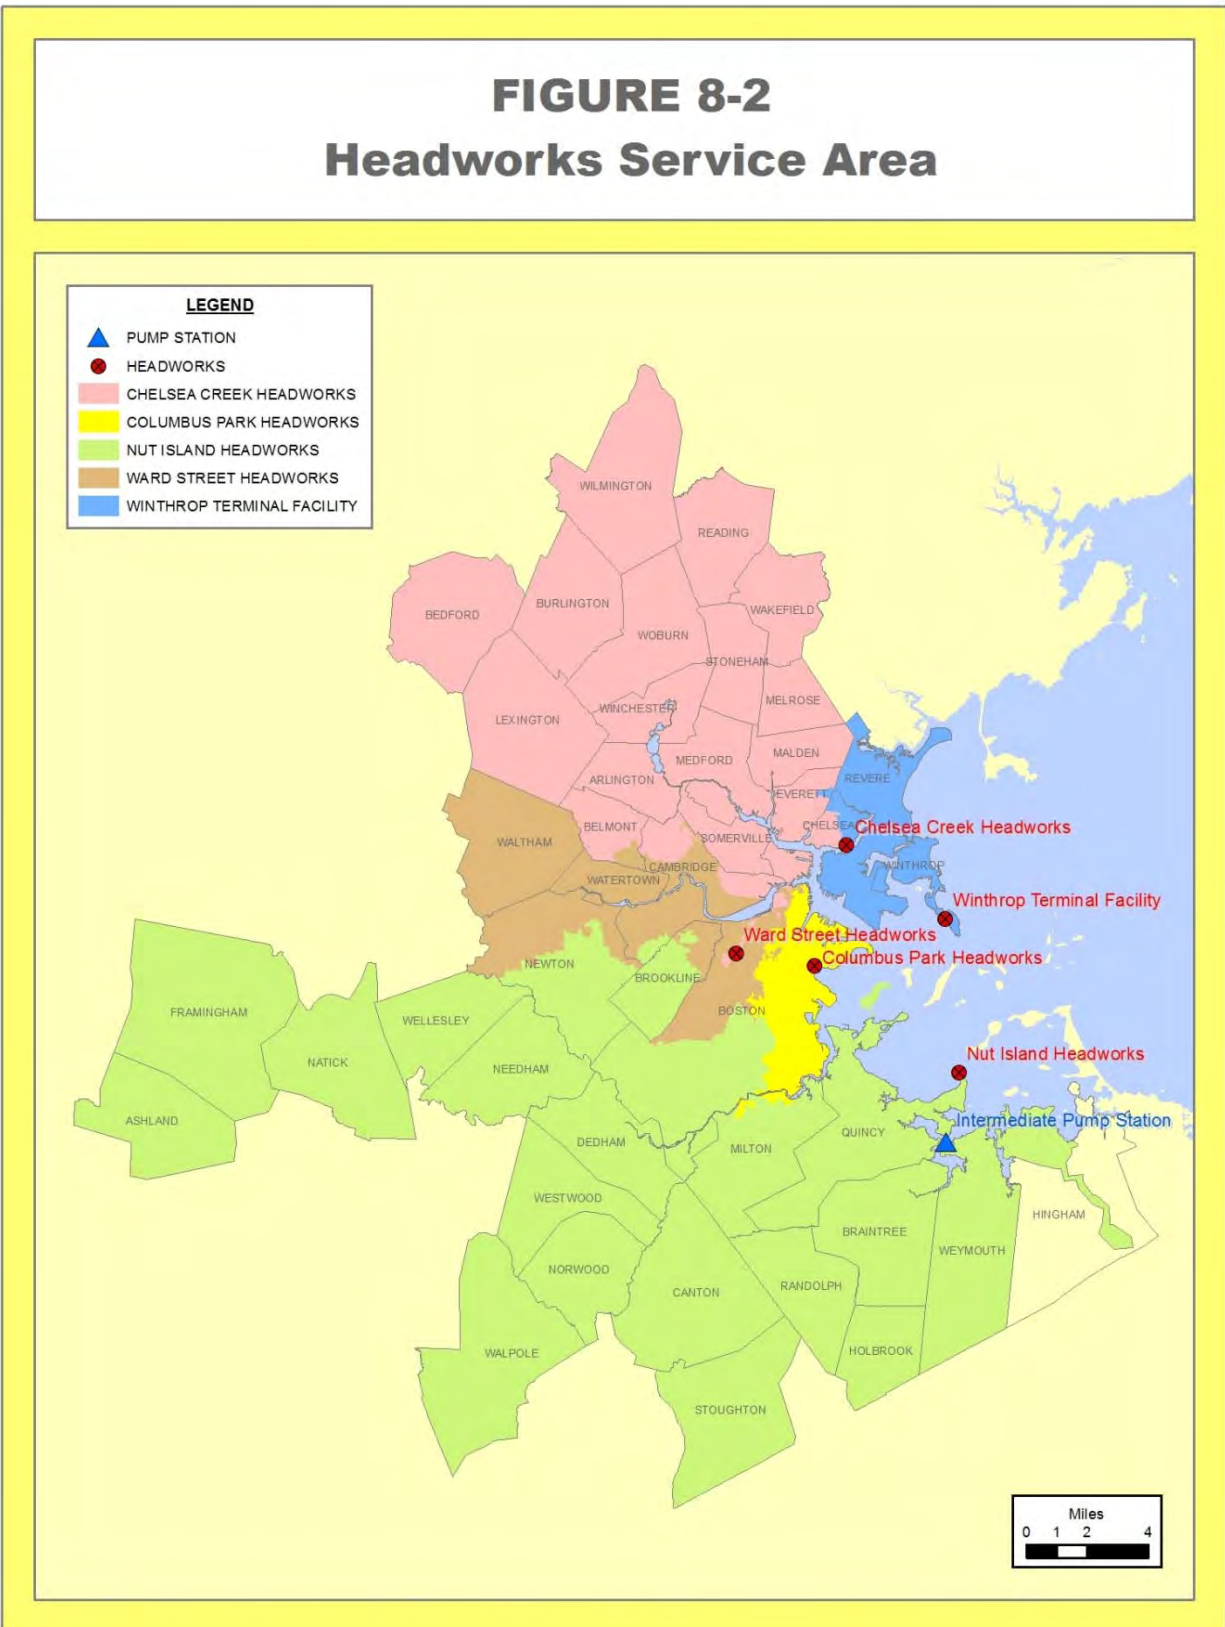 FIGURE 8-2
Headworks Service Area
LEGEND
PUMP STATION
HEADWORKS
CHELSEA CREEK HEADWORKS
COLUMBUS PARK HEADWORKS
NUT ISLAND HEADWORKS
WARD STREET HEADWORKS
WINTHROP TERMINAL FACILITY
WILMINGTON
READING
BEDFORD
BURLINGTON
WAKEFIELD
WOBURN
STONEHAM
MELROSE
LEXINGTON
WINCHESTER
MALDEN
MEDFORD
REVERE
ARLINGTON
EVERETT
CHELSEA
Chelsea Creek Headworks
BELMONT
SOMERVILLE
WALTHAM
CAMBRIDGE
WINTHROP
WATERTOWN
Winthrop Terminal Facility
Ward Street Headworks
Columbus Park Headworks
NEWTON
BROOKLINE
FRAMINGHAM
BOSTON
WELLESLEY
Nut Island Headworks
NATICK
NEEDHAM
ASHLAND
Intermediate Pump Station
QUINCY
DEDHAM
MILTON
WESTWOOD
HINGHAM
BRAINTREE
WEYMOUTH
NORWOOD
RANDOLPH
CANTON
WALPOLE
HOLBROOK
STOUGHTON
Miles
0 1 2 4